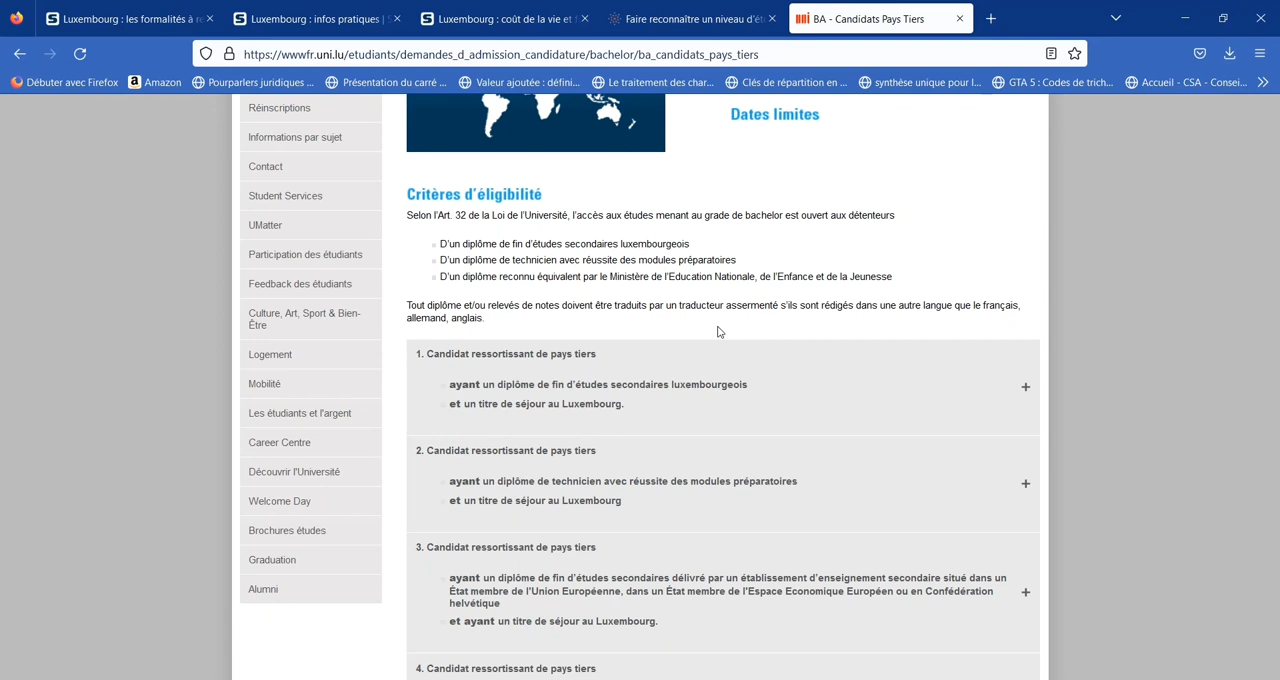 Luxembourg : les formalités à r
Luxembourg : infos pratiques | S
Luxembourg : coût de la vie et f
Faire reconnaître un niveau d'ét
BA - Candidats Pays Tiers
https://wwwfr.uni.lu/etudiants/demandes_d_admission_candidature/bachelor/ba_candidats_pays_tiers
Débuter avec Firefox
Amazon
Pourparlers juridiques ...
Présentation du carré ...
Valeur ajoutée : défini...
Le traitement des char...
Clés de répartition en ...
synthèse unique pour l...
GTA 5 : Codes de trich...
Accueil - CSA - Consei...
Réinscriptions
Informations par sujet
Contact
Student Services
UMatter
Participation des étudiants
Feedback des étudiants
Culture, Art, Sport & Bien-
Être
Logement
Mobilité
Les étudiants et l'argent
Career Centre
Découvrir l'Université
Welcome Day
Brochures études
Graduation
Alumni
Dates limites
Critères d'éligibilité
Selon l'Art. 32 de la Loi de l'Université, l'accès aux études menant au grade de bachelor est ouvert aux détenteurs
D'un diplôme de fin d'études secondaires luxembourgeois
D'un diplôme de technicien avec réussite des modules préparatoires
D'un diplôme reconnu équivalent par le Ministère de l'Education Nationale, de l'Enfance et de la Jeunesse
Tout diplôme et/ou relevés de notes doivent être traduits par un traducteur assermenté s'ils sont rédigés dans une autre langue que le français,
allemand, anglais.
1. Candidat ressortissant de pays tiers
ayant un diplôme de fin d'études secondaires luxembourgeois
et un titre de séjour au Luxembourg.
2. Candidat ressortissant de pays tiers
ayant un diplôme de technicien avec réussite des modules préparatoires
et un titre de séjour au Luxembourg
3. Candidat ressortissant de pays tiers
ayant un diplôme de fin d'études secondaires délivré par un établissement d'enseignement secondaire situé dans un
État membre de l'Union Européenne, dans un État membre de l'Espace Economique Européen ou en Confédération
helvétique
et ayant un titre de séjour au Luxembourg.
4. Candidat ressortissant de pays tiers